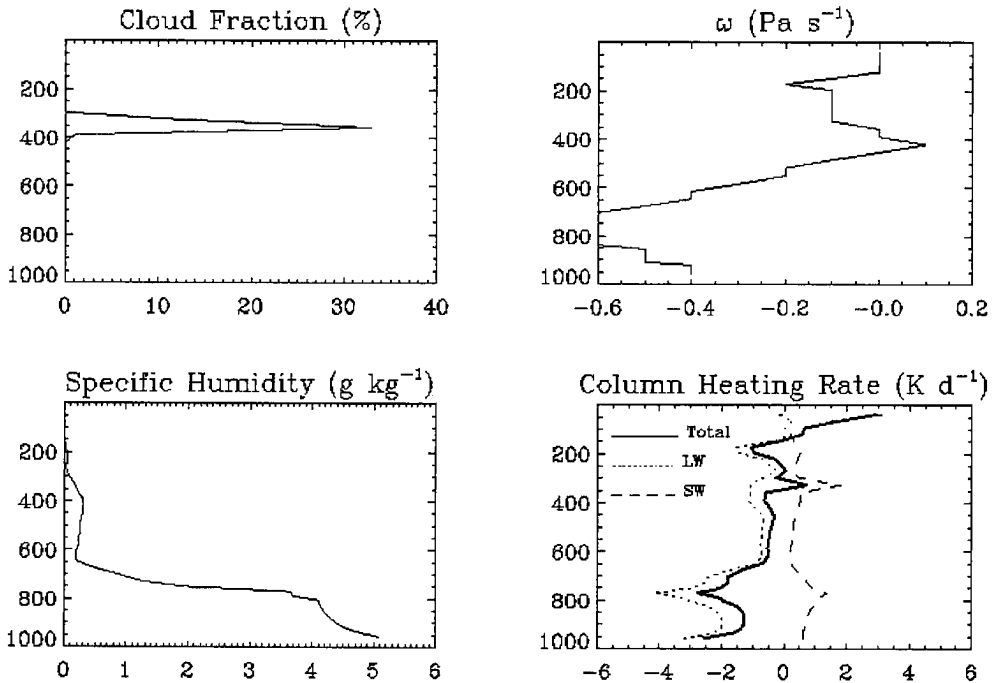 Cloud Fraction (%)
200
400
600
800
1000
0 10 20 30 40
ω (Pa s⁻¹)
200
400
600
800
1000
−0.6 −0.4 −0.2 −0.0 0.2
Specific Humidity (g kg⁻¹)
200
400
600
800
1000
0 1 2 3 4 5 6
Column Heating Rate (K d⁻¹)
Total
LW
SW
200
400
600
800
1000
−6 −4 −2 0 2 4 6